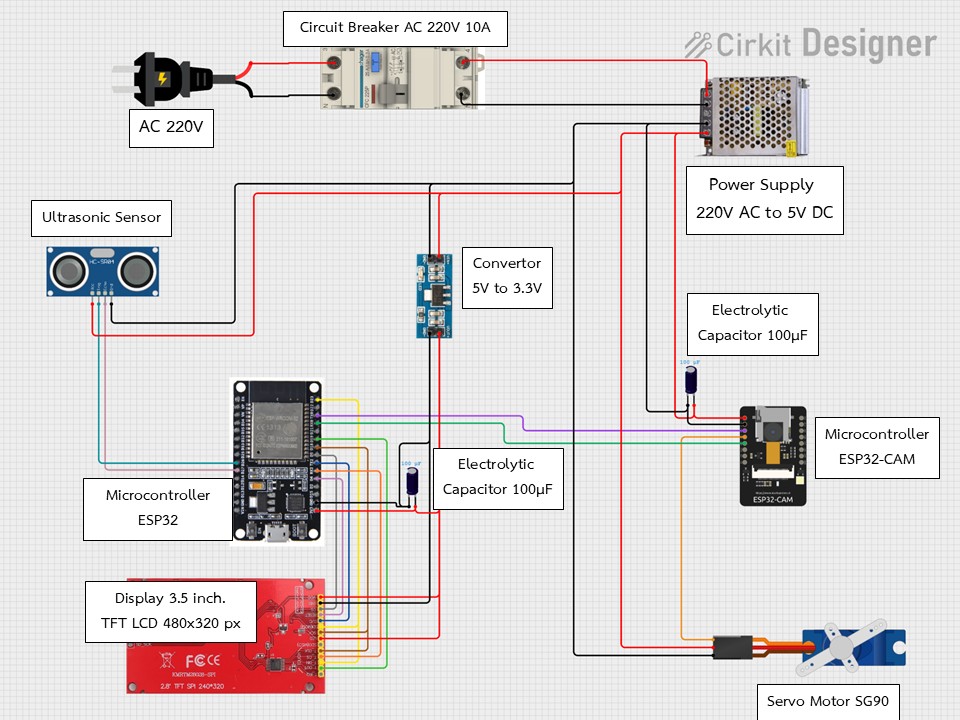 Circuit Breaker AC 220V 10A
Cirkit Designer
AC 220V
Power Supply
220V AC to 5V DC
Ultrasonic Sensor
HC-SR04
Convertor
5V to 3.3V
Electrolytic
Capacitor 100µF
100 µF
Microcontroller
ESP32-CAM
ESP32-CAM
Electrolytic
Capacitor 100µF
100 µF
Microcontroller
ESP32
Display 3.5 inch.
TFT LCD 480x320 px
FCC
2.8" TFT SPI 240*320
Servo Motor SG90